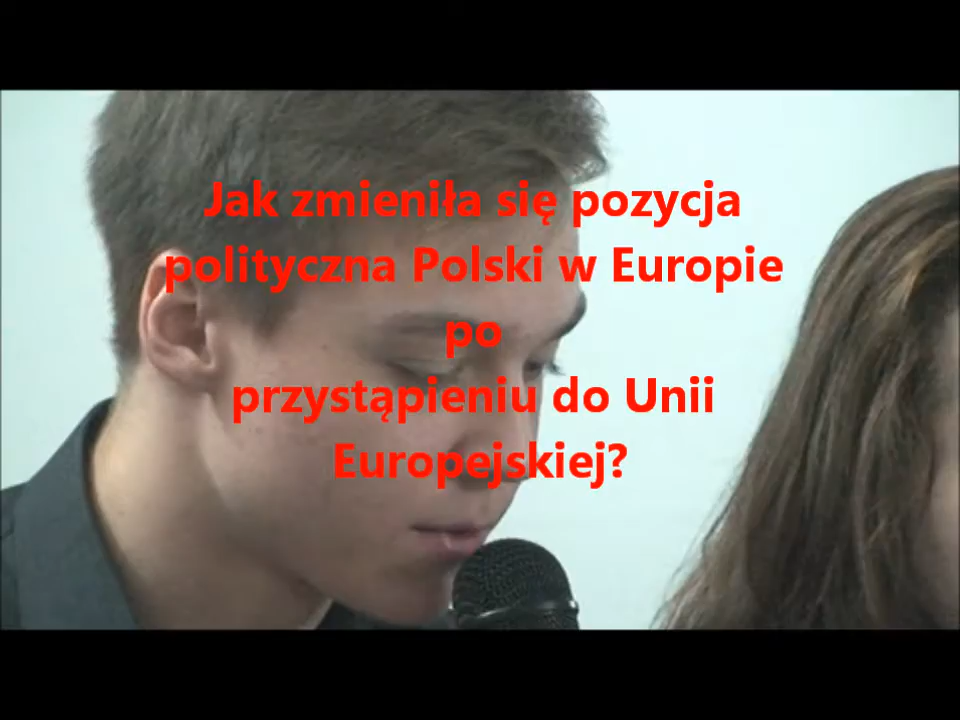 Jak zmieniła się pozycja
polityczna Polski w Europie
po
przystąpieniu do Unii
Europejskiej?